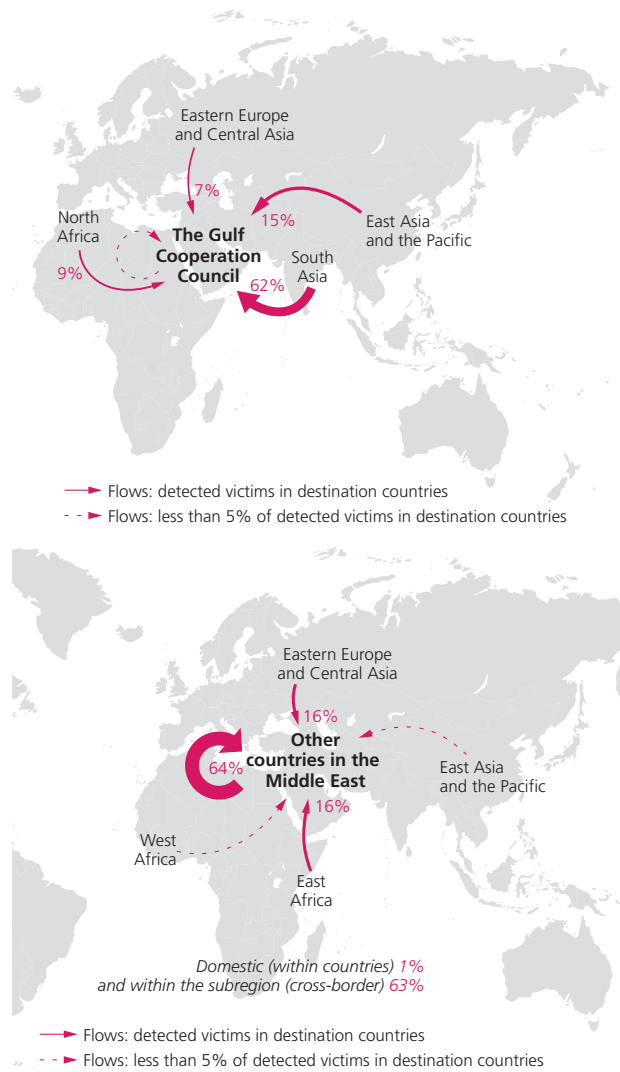 Eastern Europe
and Central Asia
7%
15%
North
Africa
East Asia
and the Pacific
The Gulf
Cooperation
Council
South
Asia
9%
62%
Flows: detected victims in destination countries
Flows: less than 5% of detected victims in destination countries
Eastern Europe
and Central Asia
16%
Other
countries in the
Middle East
64%
East Asia
and the Pacific
16%
West
Africa
East
Africa
Domestic (within countries) 1%
and within the subregion (cross-border) 63%
Flows: detected victims in destination countries
Flows: less than 5% of detected victims in destination countries